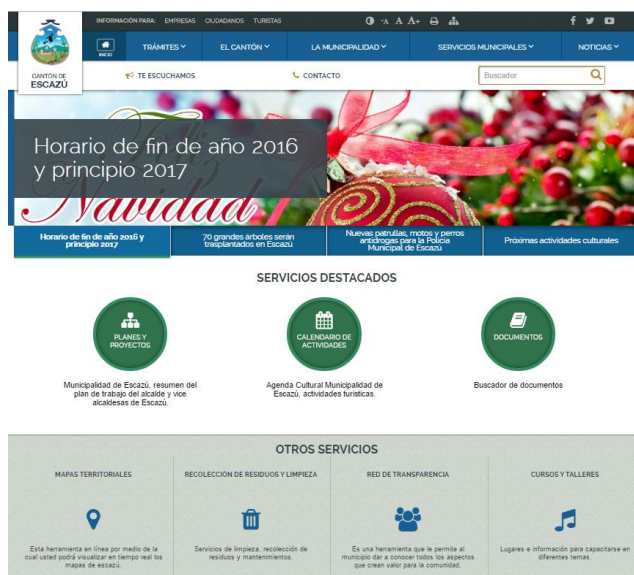 INFORMACIÓN PARA: EMPRESAS CIUDADANOS TURISTAS
-A A A+
INICIO
TRÁMITES
EL CANTÓN
LA MUNICIPALIDAD
SERVICIOS MUNICIPALES
NOTICIAS
CANTÓN DE
ESCAZÚ
TE ESCUCHAMOS
CONTACTO
Buscador
Horario de fin de año 2016
y principio 2017
Feliz
Navidad
Horario de fin de año 2016 y
principio 2017
70 grandes árboles serán
trasplantados en Escazú
Nuevas patrullas, motos y perros
antidrogas para la Policía
Municipal de Escazú
Próximas actividades culturales
SERVICIOS DESTACADOS
PLANES Y
PROYECTOS
CALENDARIO DE
ACTIVIDADES
DOCUMENTOS
Municipalidad de Escazú, resumen del
plan de trabajo del alcalde y vice
alcaldesas de Escazú.
Agenda Cultural Municipalidad de
Escazú, actividades turisticas.
Buscador de documentos
OTROS SERVICIOS
MAPAS TERRITORIALES
RECOLECCIÓN DE RESIDUOS Y LIMPIEZA
RED DE TRANSPARENCIA
CURSOS Y TALLERES
Esta herramienta en línea por medio de la
cual usted podrá visualizar en tiempo real los
mapas de escazú.
Servicios de limpieza, recolección de
residuos y mantenimientos.
Es una herramienta que le permite al
municipio dar a conocer todos los aspectos
que crean valor para la comunidad.
Lugares e información para capacitarse en
diferentes temas.